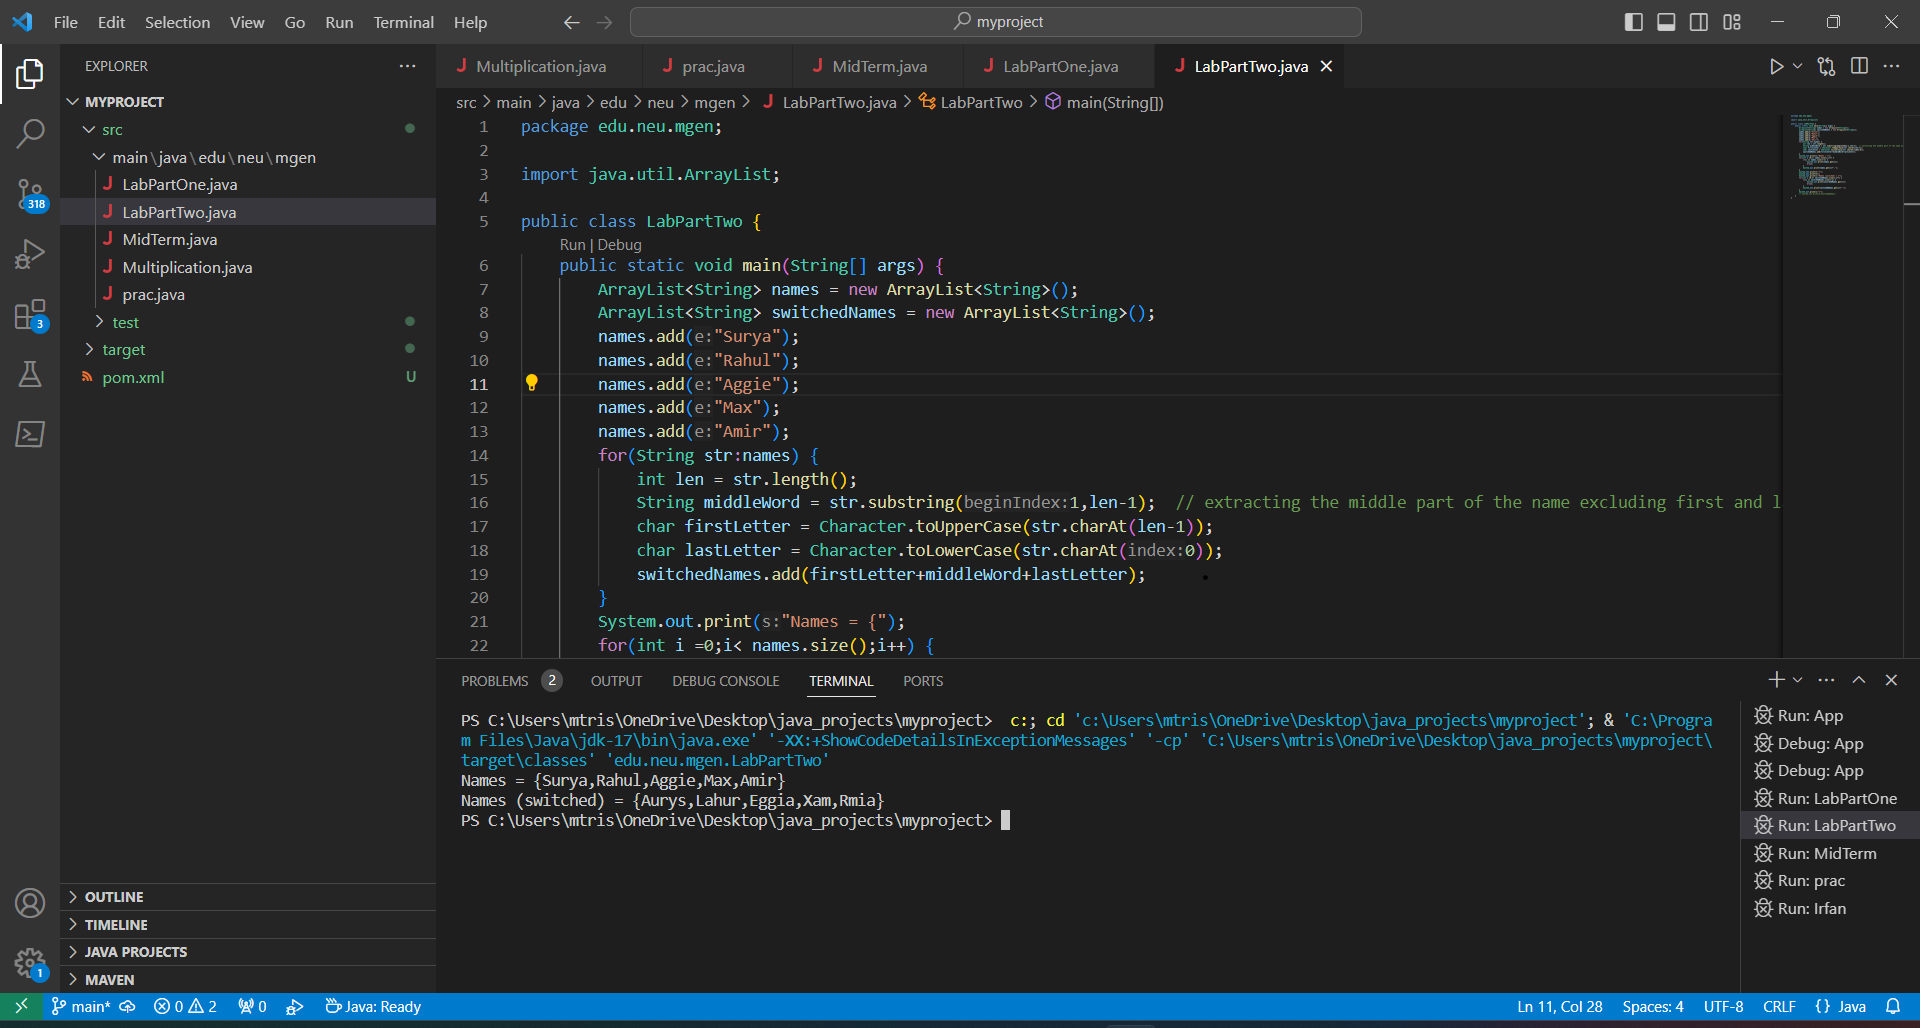 File Edit Selection View Go Run Terminal Help
myproject
EXPLORER
MYPROJECT
src
main\java\edu\neu\mgen
LabPartOne.java
LabPartTwo.java
MidTerm.java
Multiplication.java
prac.java
test
target
pom.xml U
318
3
OUTLINE
TIMELINE
JAVA PROJECTS
MAVEN
1
Multiplication.java prac.java MidTerm.java LabPartOne.java LabPartTwo.java
src > main > java > edu > neu > mgen > LabPartTwo.java > LabPartTwo > main(String[])
1 package edu.neu.mgen;
2
3 import java.util.ArrayList;
4
5 public class LabPartTwo {
Run | Debug
6 public static void main(String[] args) {
7 ArrayList<String> names = new ArrayList<String>();
8 ArrayList<String> switchedNames = new ArrayList<String>();
9 names.add(e:"Surya");
10 names.add(e:"Rahul");
11 names.add(e:"Aggie");
12 names.add(e:"Max");
13 names.add(e:"Amir");
14 for(String str:names) {
15 int len = str.length();
16 String middleWord = str.substring(beginIndex:1,len-1); // extracting the middle part of the name excluding first and l
17 char firstLetter = Character.toUpperCase(str.charAt(len-1));
18 char lastLetter = Character.toLowerCase(str.charAt(index:0));
19 switchedNames.add(firstLetter+middleWord+lastLetter);
20 }
21 System.out.print(s:"Names = {");
22 for(int i =0;i< names.size();i++) {
PROBLEMS 2 OUTPUT DEBUG CONSOLE TERMINAL PORTS
PS C:\Users\mtris\OneDrive\Desktop\java_projects\myproject>  c:; cd 'c:\Users\mtris\OneDrive\Desktop\java_projects\myproject'; & 'C:\Progra
m Files\Java\jdk-17\bin\java.exe' '-XX:+ShowCodeDetailsInExceptionMessages' '-cp' 'C:\Users\mtris\OneDrive\Desktop\java_projects\myproject\
target\classes' 'edu.neu.mgen.LabPartTwo'
Names = {Surya,Rahul,Aggie,Max,Amir}
Names (switched) = {Aurys,Lahur,Eggia,Xam,Rmia}
PS C:\Users\mtris\OneDrive\Desktop\java_projects\myproject>
Run: App
Debug: App
Debug: App
Run: LabPartOne
Run: LabPartTwo
Run: MidTerm
Run: prac
Run: Irfan
main* 0 2 0 Java: Ready Ln 11, Col 28 Spaces: 4 UTF-8 CRLF {} Java